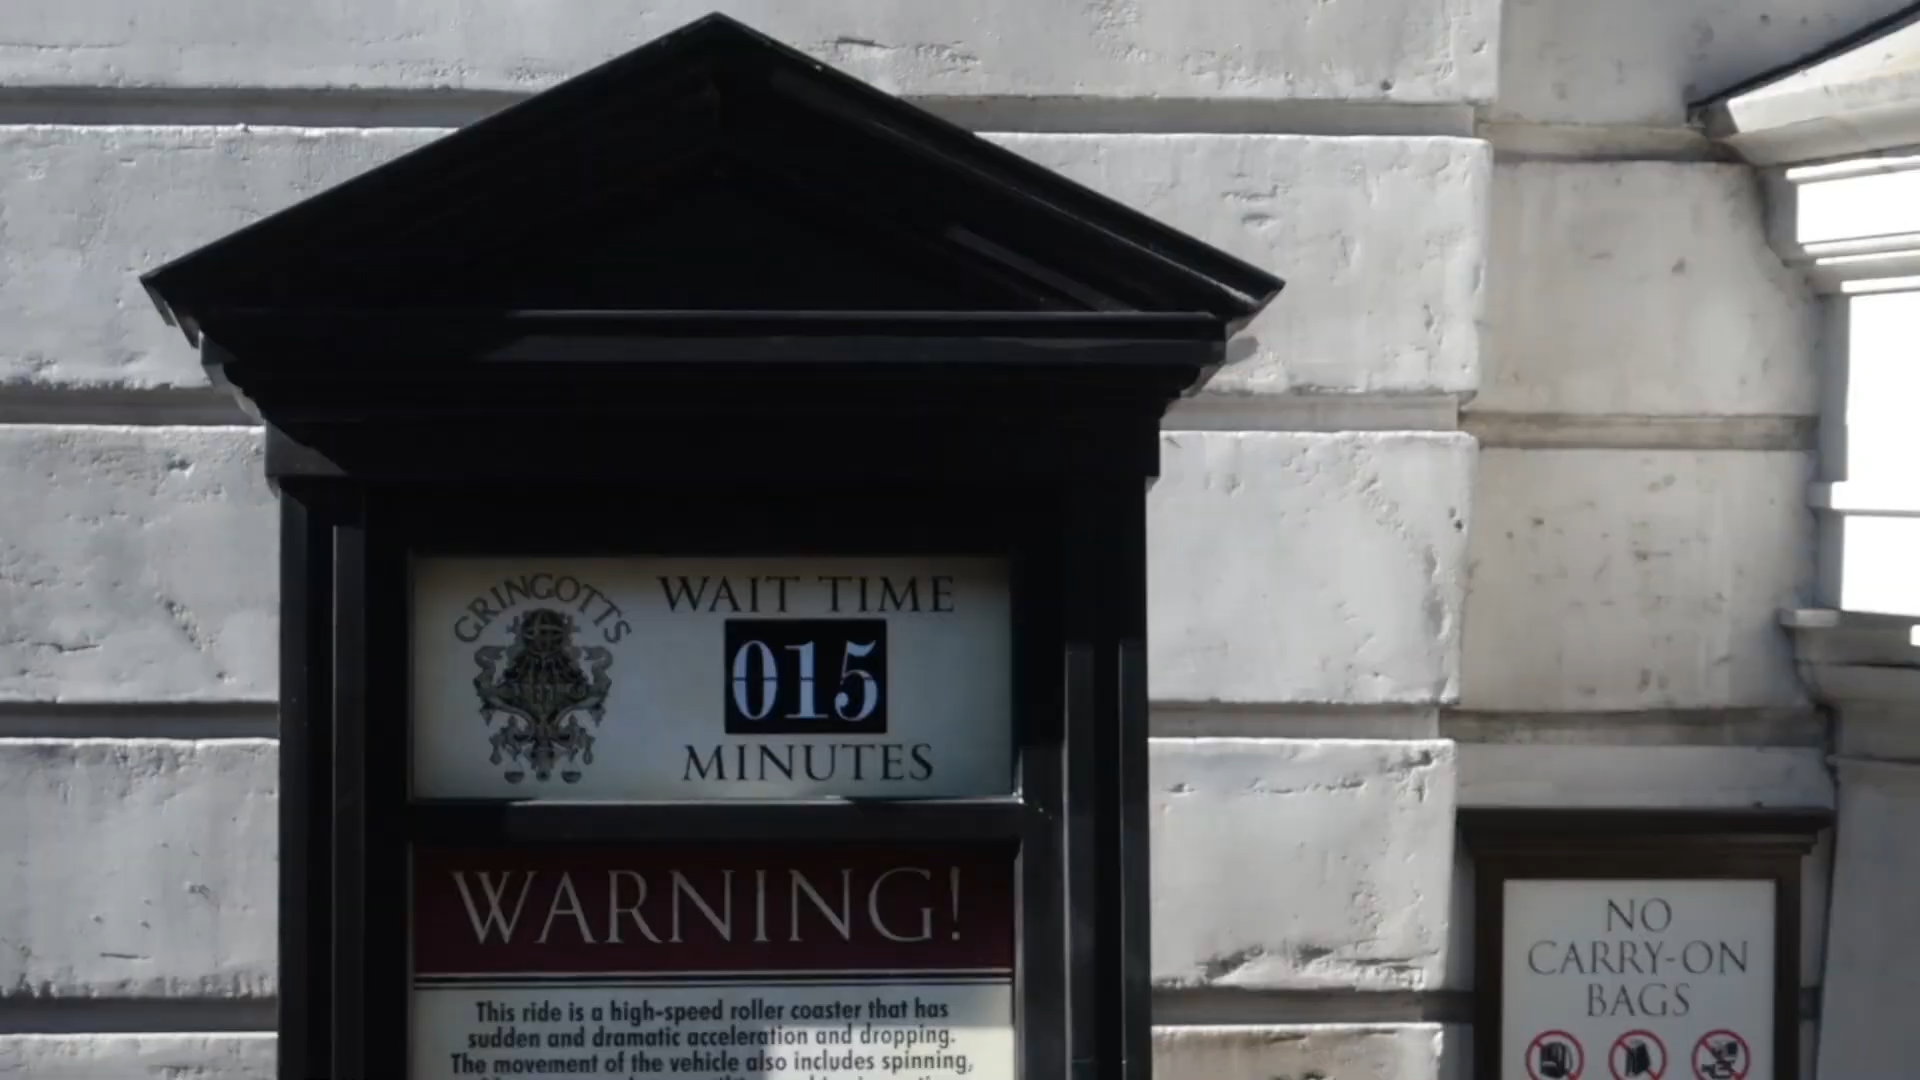 GRINGOTTS
WAIT TIME
015
MINUTES
WARNING!
This ride is a high-speed roller coaster that has
sudden and dramatic acceleration and dropping.
The movement of the vehicle also includes spinning,
NO
CARRY-ON
BAGS